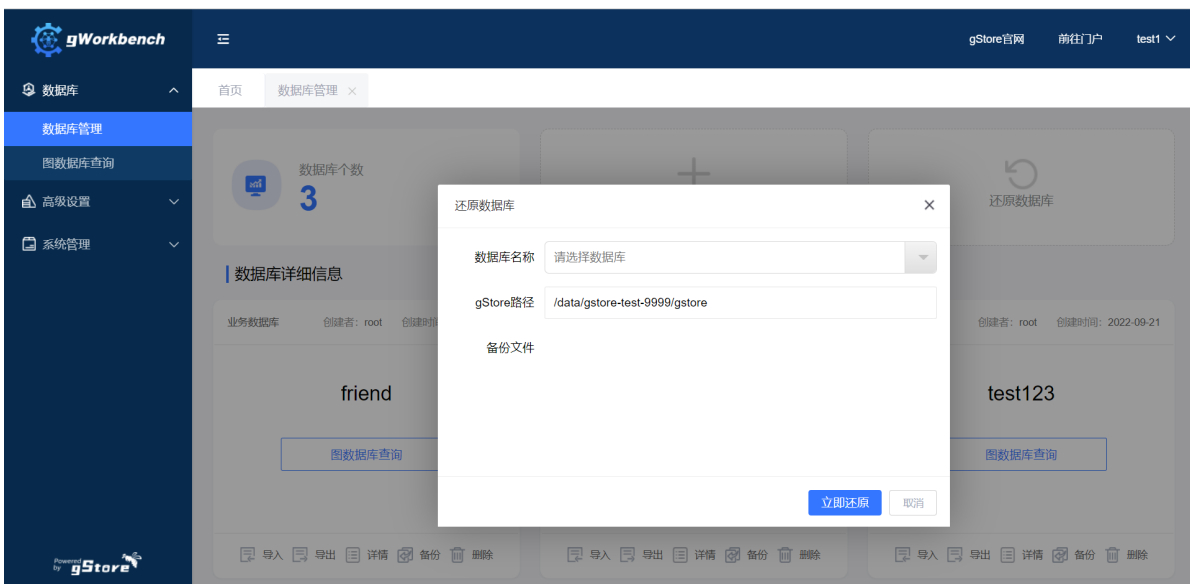 gWorkbench
gStore官网 前往门户 test1
数据库
首页 数据库管理
数据库管理
图数据库查询
高级设置
系统管理
数据库个数
3
还原数据库
还原数据库
数据库名称 请选择数据库
gStore路径 /data/gstore-test-9999/gstore
备份文件
立即还原 取消
数据库详细信息
业务数据库 创建者：root 创建时间
创建者：root 创建时间：2022-09-21
friend
test123
图数据库查询
图数据库查询
导入 导出 详情 备份 删除
导入 导出 详情 备份 删除
导入 导出 详情 备份 删除
Powered by gStore